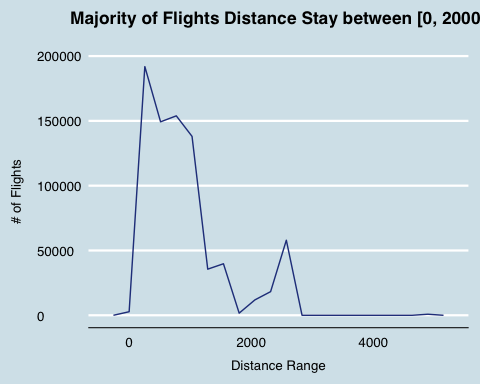 Majority of Flights Distance Stay between [0, 2000
200000
150000
100000
50000
0
# of Flights
0 2000 4000
Distance Range